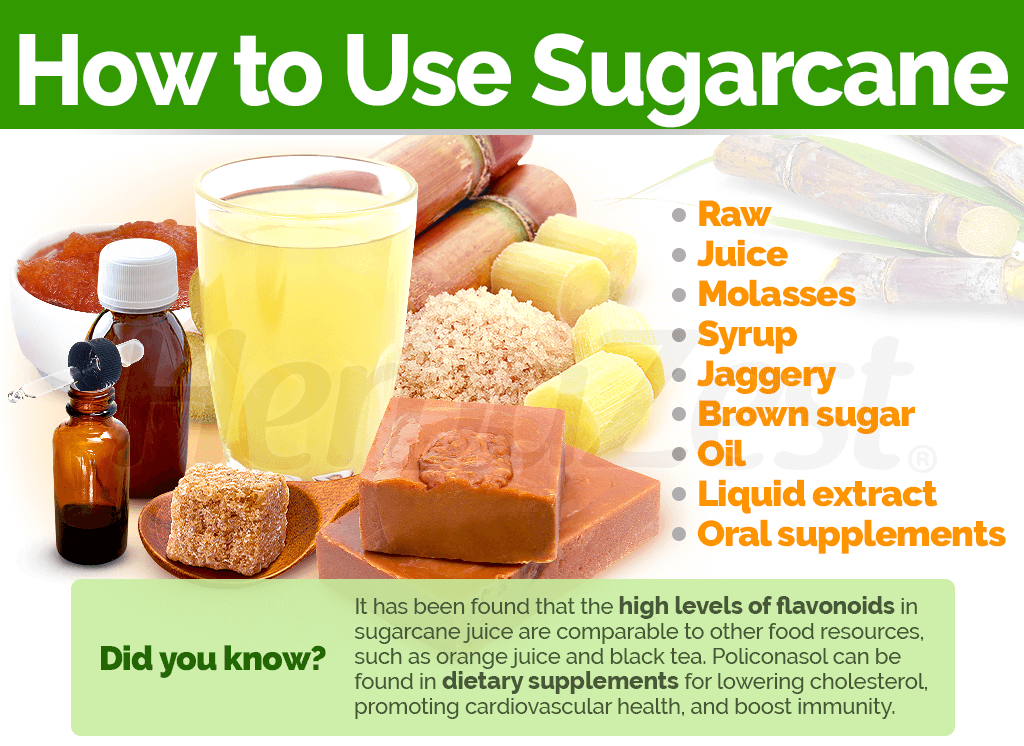 How to Use Sugarcane
Raw
Juice
Molasses
Syrup
Jaggery
Brown sugar
Oil
Liquid extract
Oral supplements
HerbaZest®
Did you know?
It has been found that the high levels of flavonoids in
sugarcane juice are comparable to other food resources,
such as orange juice and black tea. Policonasol can be
found in dietary supplements for lowering cholesterol,
promoting cardiovascular health, and boost immunity.